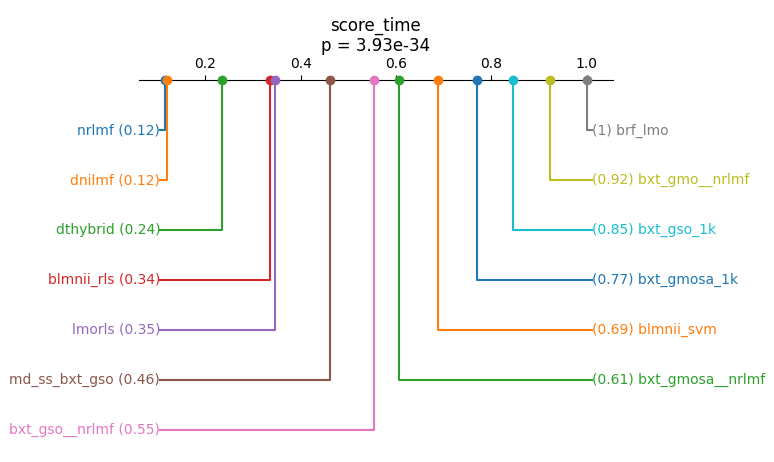 score_time
p = 3.93e-34
0.2 0.4 0.6 0.8 1.0
nrlmf (0.12)
(1) brf_lmo
dnilmf (0.12)
(0.92) bxt_gmo__nrlmf
dthybrid (0.24)
(0.85) bxt_gso_1k
blmnii_rls (0.34)
(0.77) bxt_gmosa_1k
lmorls (0.35)
(0.69) blmnii_svm
md_ss_bxt_gso (0.46)
(0.61) bxt_gmosa__nrlmf
bxt_gso__nrlmf (0.55)